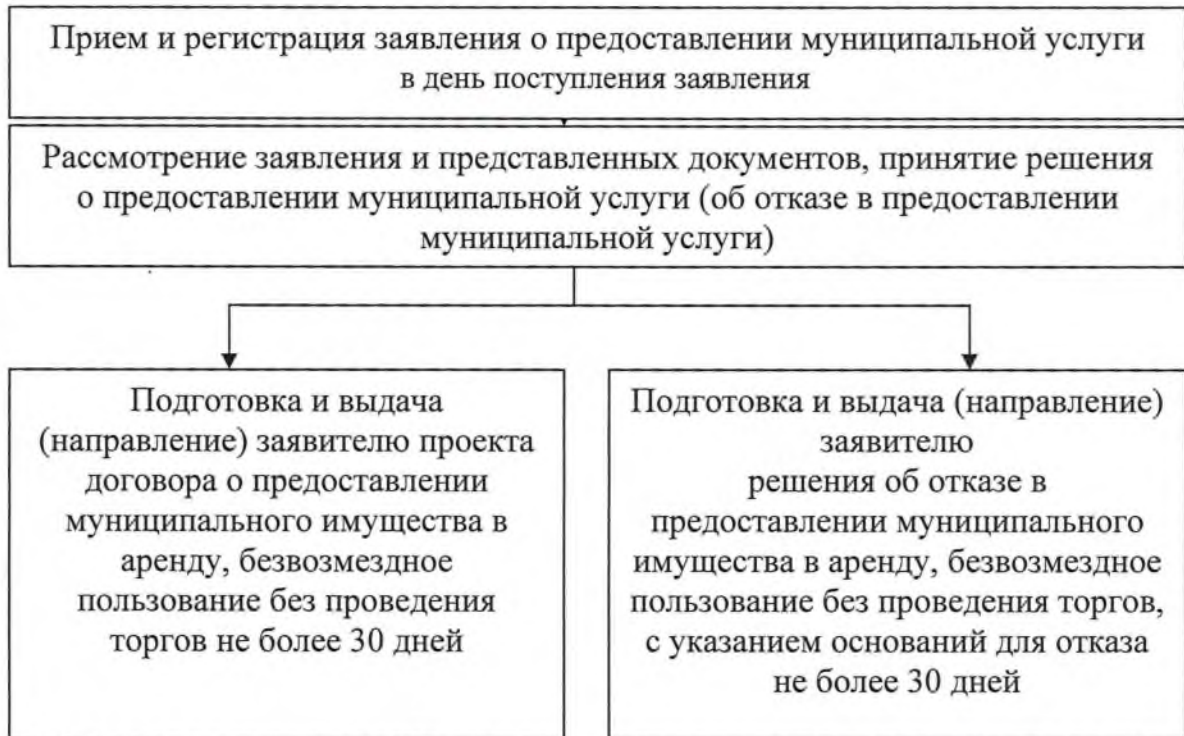 Прием и регистрация заявления о предоставлении муниципальной услуги
в день поступления заявления
Рассмотрение заявления и представленных документов, принятие решения
о предоставлении муниципальной услуги (об отказе в предоставлении
муниципальной услуги)
Подготовка и выдача
(направление) заявителю проекта
договора о предоставлении
муниципального имущества в
аренду, безвозмездное
пользование без проведения
торгов не более 30 дней
Подготовка и выдача (направление)
заявителю
решения об отказе в
предоставлении муниципального
имущества в аренду, безвозмездное
пользование без проведения торгов,
с указанием оснований для отказа
не более 30 дней